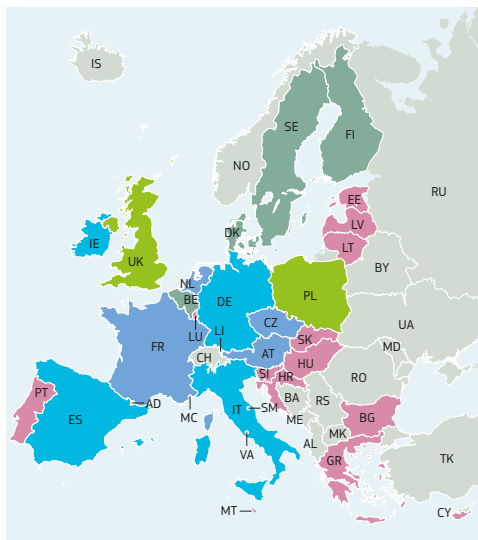 IS
SE
FI
NO
RU
EE
LV
DK
LT
IE
UK
BY
NL
DE
PL
BE
CZ
UA
LI
LU
SK
MD
FR
CH
AT
HU
RO
SI
HR
PT
AD
BA
RS
MC
IT
SM
BG
ES
ME
MK
AL
VA
GR
TK
MT
CY